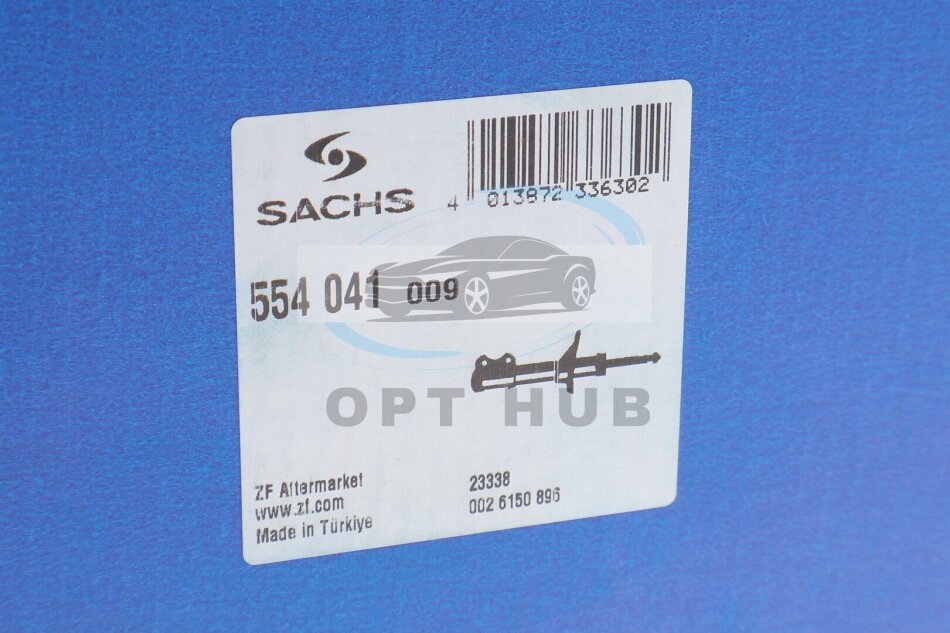 SACHS
4 013872 336302
554 041 009
OPT HUB
ZF Aftermarket
www.zf.com
Made in Türkiye
23338
002 6150 896